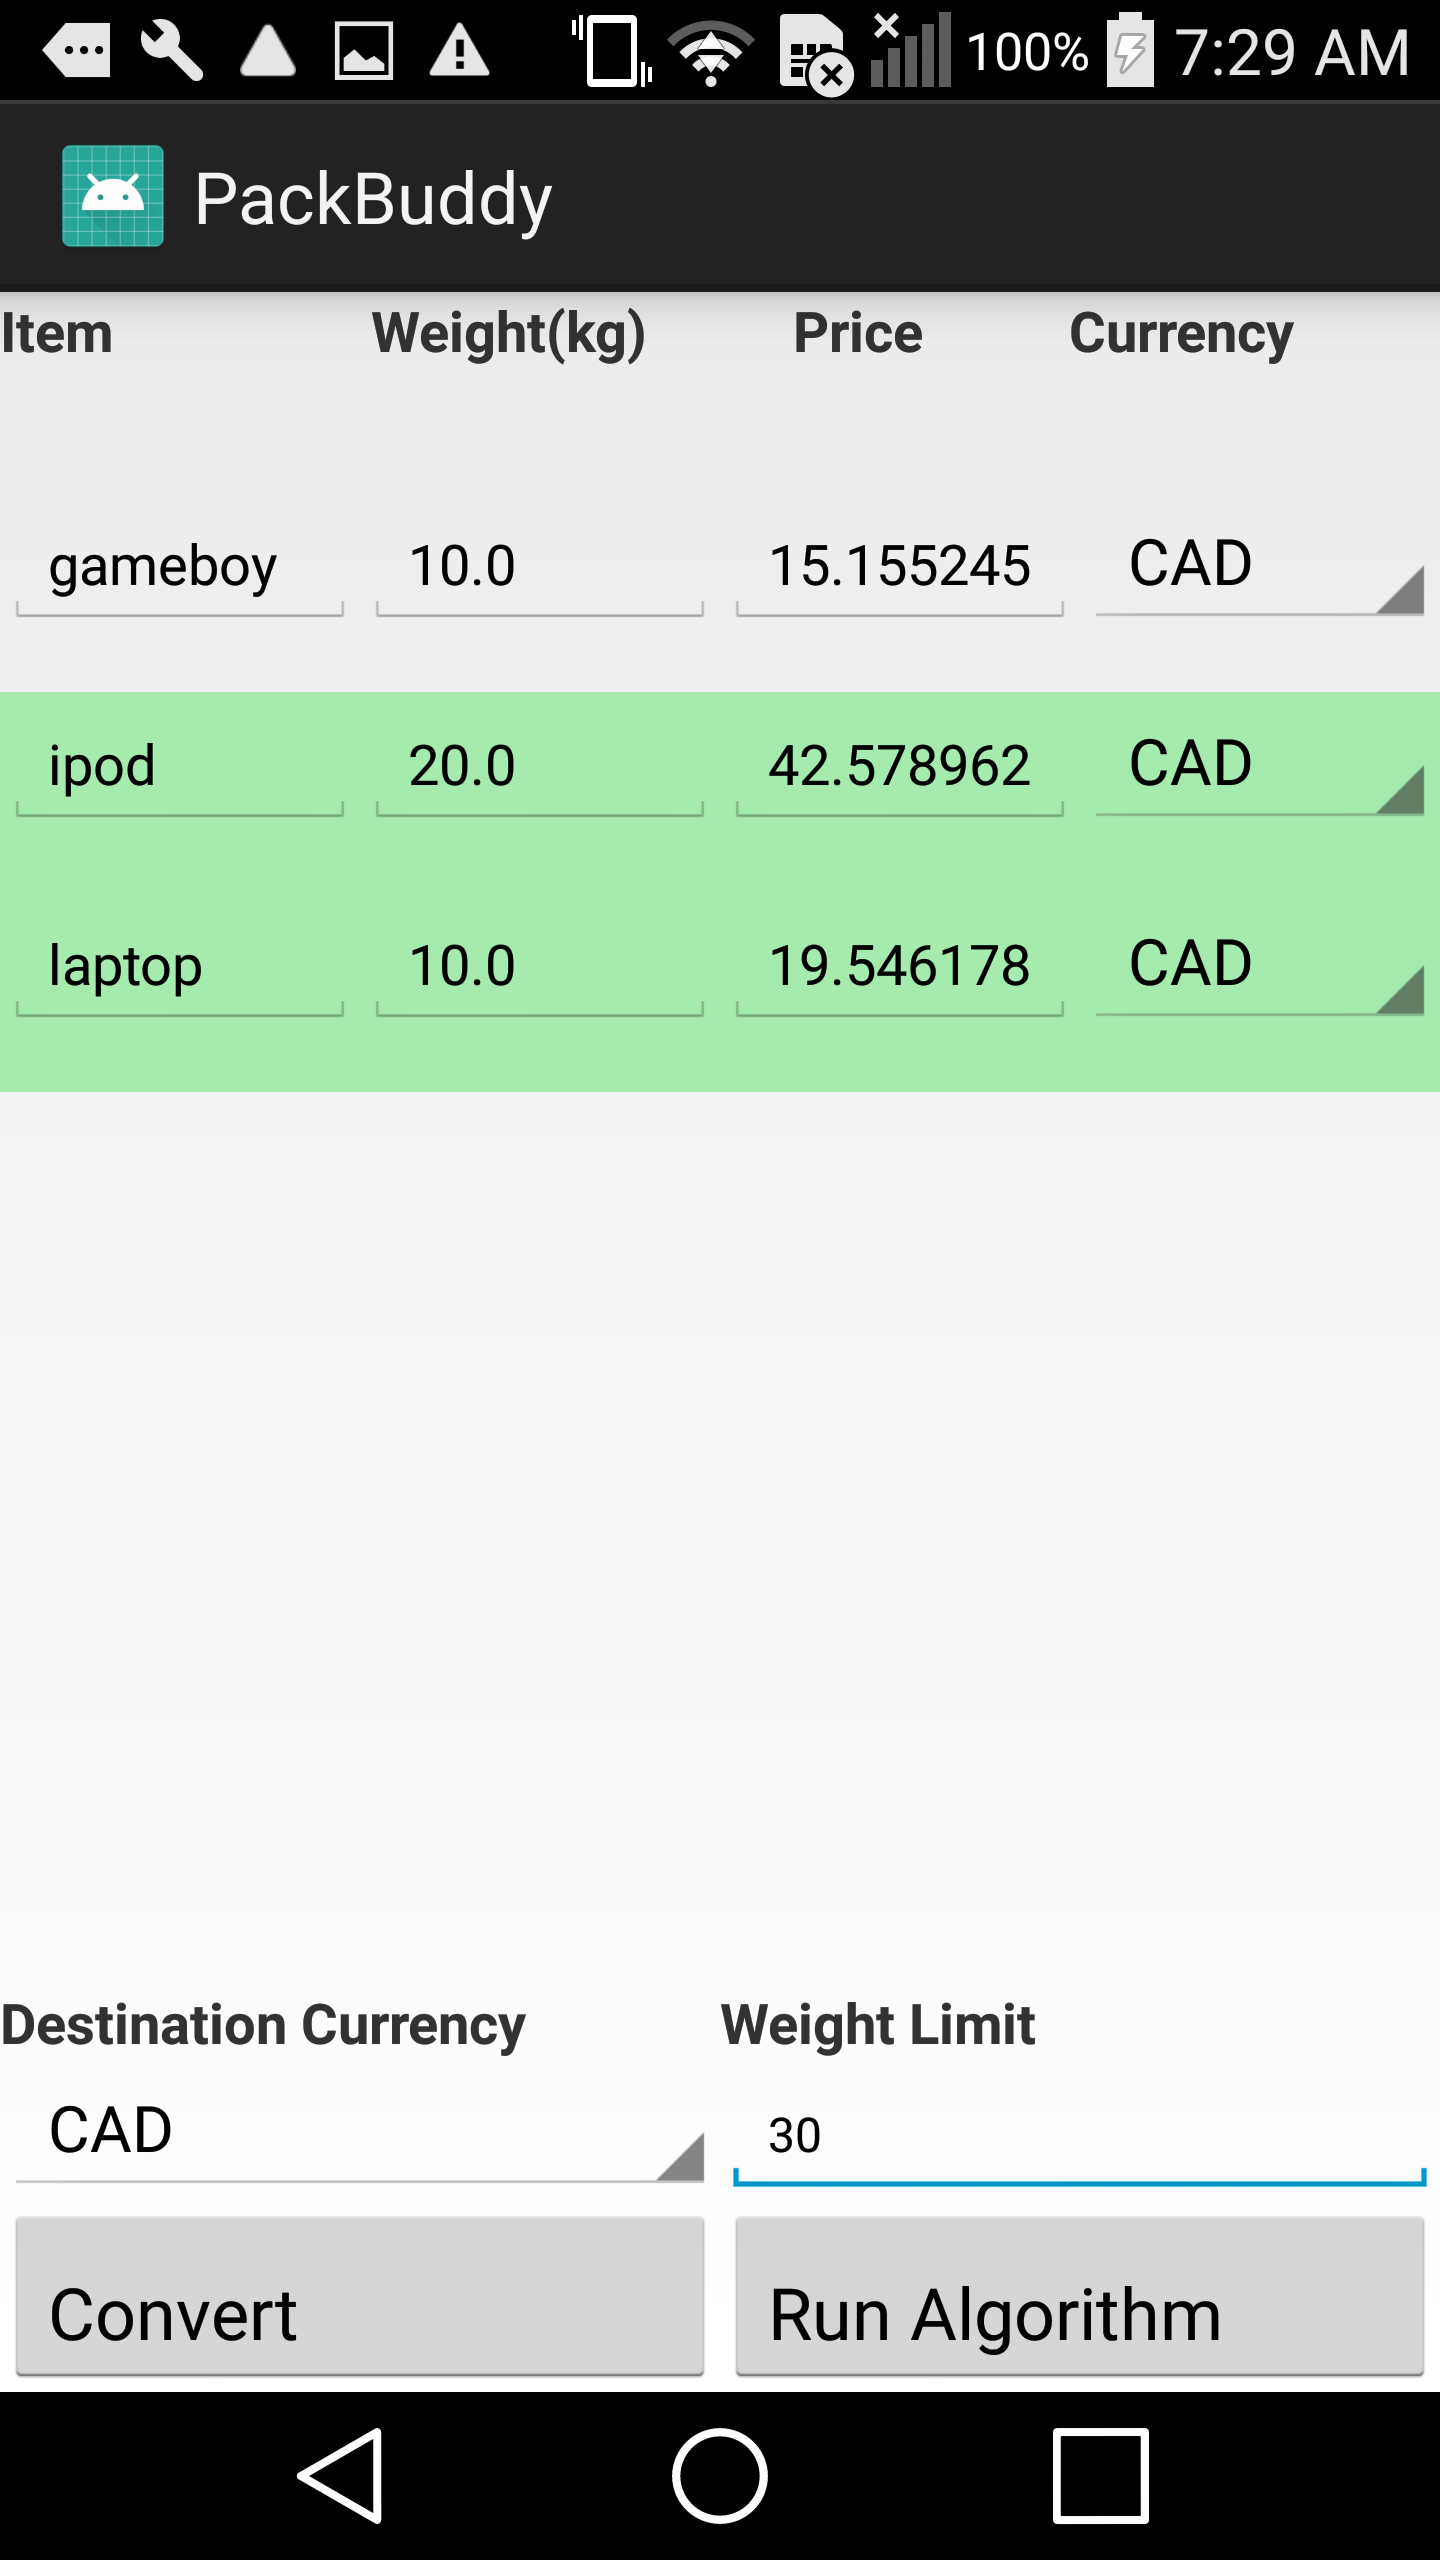 100% 7:29 AM
PackBuddy
Item Weight(kg) Price Currency
gameboy 10.0 15.155245 CAD
ipod 20.0 42.578962 CAD
laptop 10.0 19.546178 CAD
Destination Currency Weight Limit
CAD 30
Convert Run Algorithm